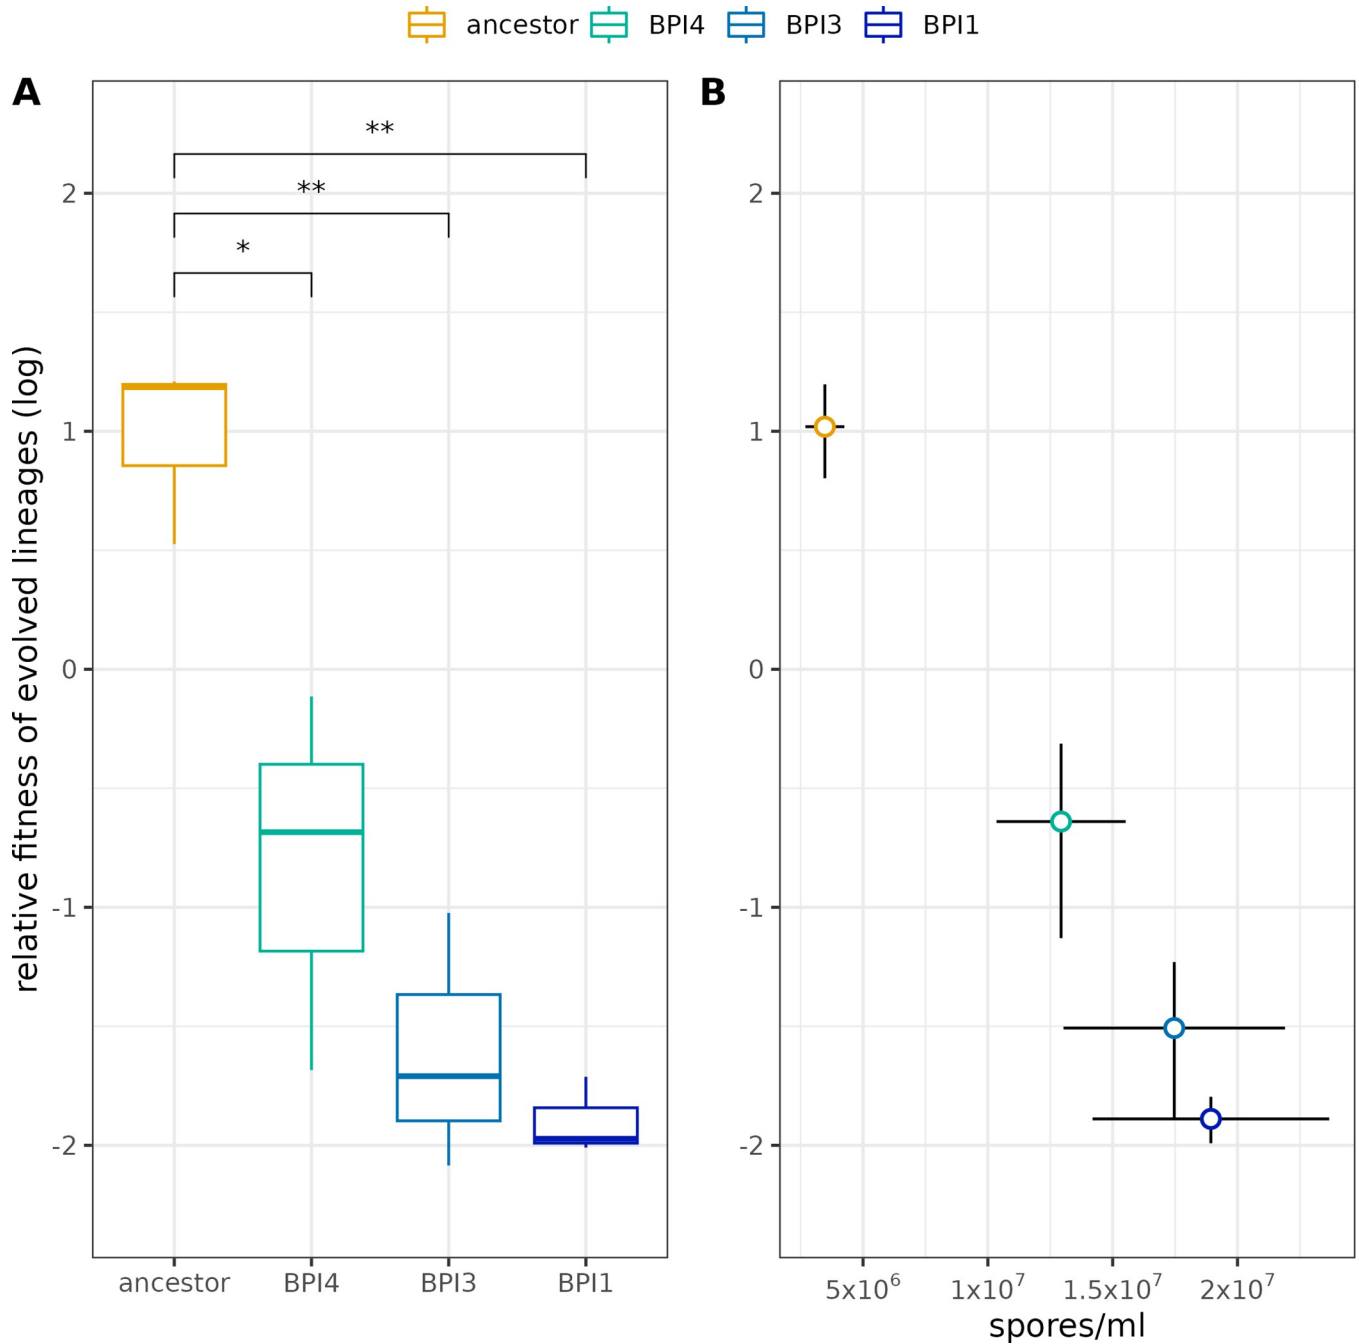 ancestor BPI4 BPI3 BPI1
A
B
**
**
*
relative fitness of evolved lineages (log)
2
1
0
-1
-2
ancestor BPI4 BPI3 BPI1
2
1
0
-1
-2
5x10⁶ 1x10⁷ 1.5x10⁷ 2x10⁷
spores/ml